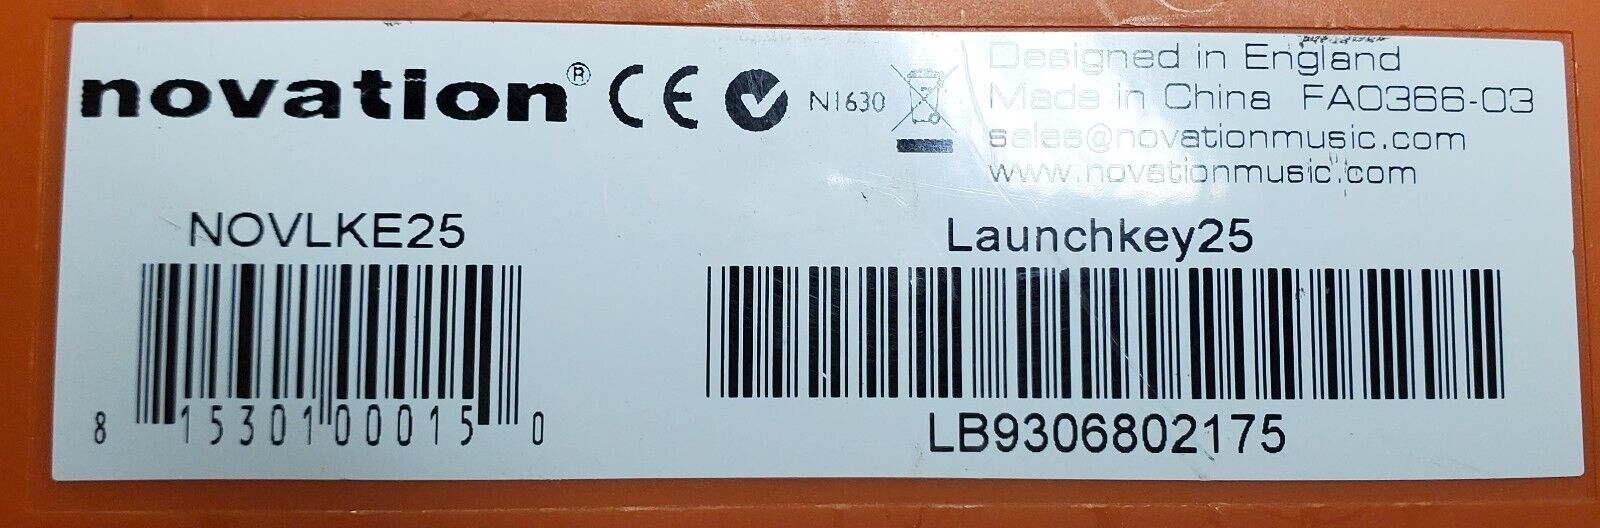 novation® CE N1630
Designed in England
Made in China FA0366-03
sales@novationmusic.com
www.novationmusic.com
NOVLKE25
Launchkey25
8 15301 00015 0
LB9306802175